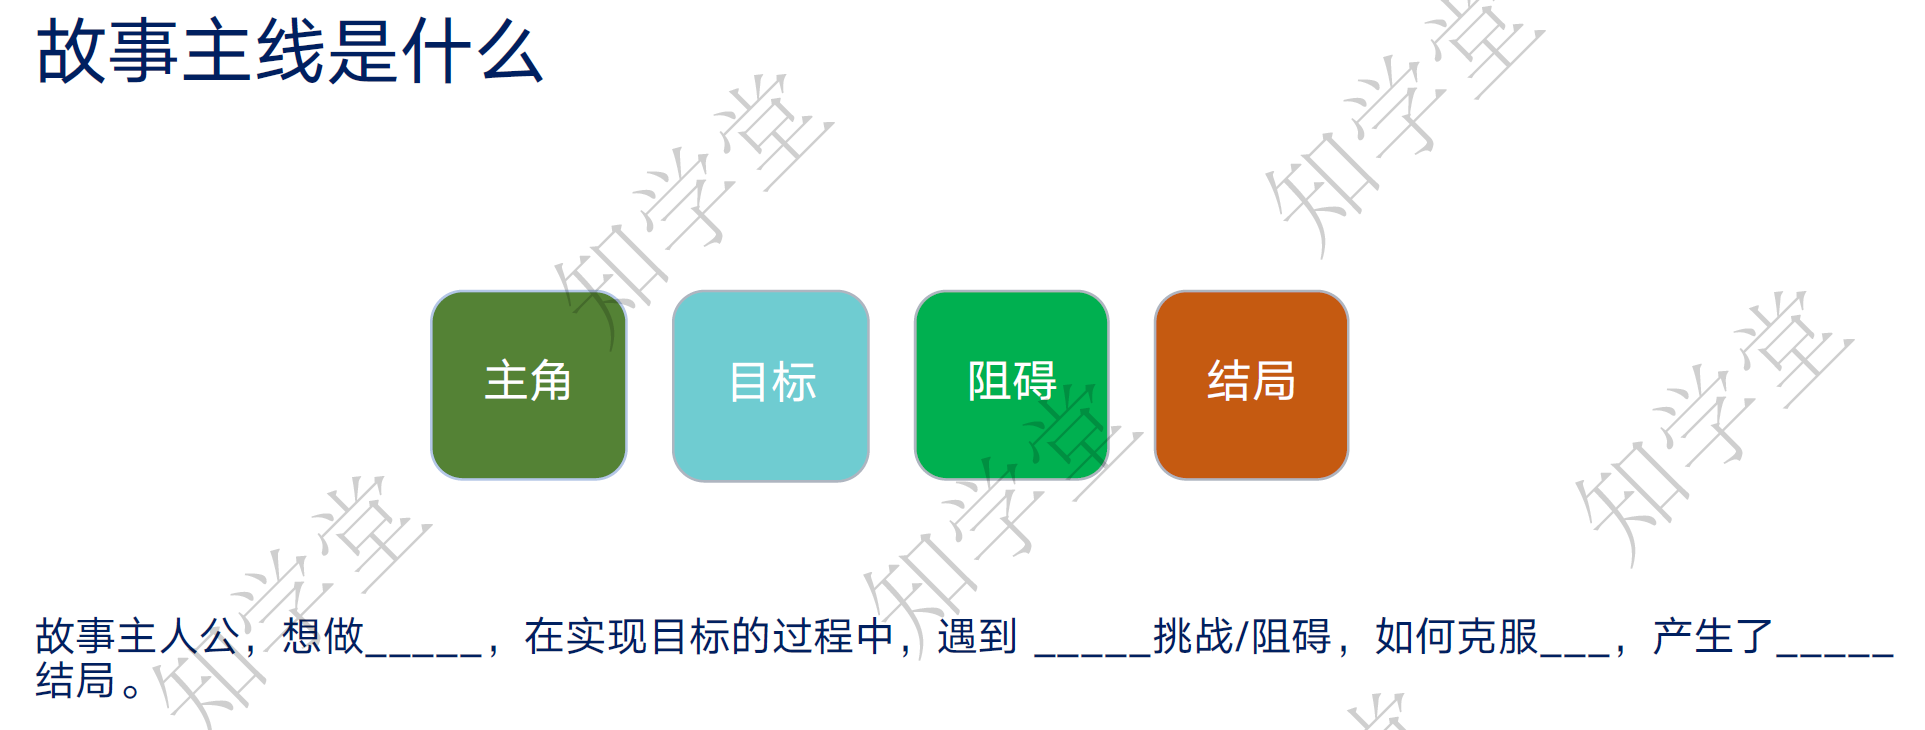 故事主线是什么
知学堂
知学堂
主角
目标
阻碍
结局
知学堂
知学堂
知学堂
故事主人公，想做_____，在实现目标的过程中，遇到 _____挑战/阻碍，如何克服___，产生了_____
结局。